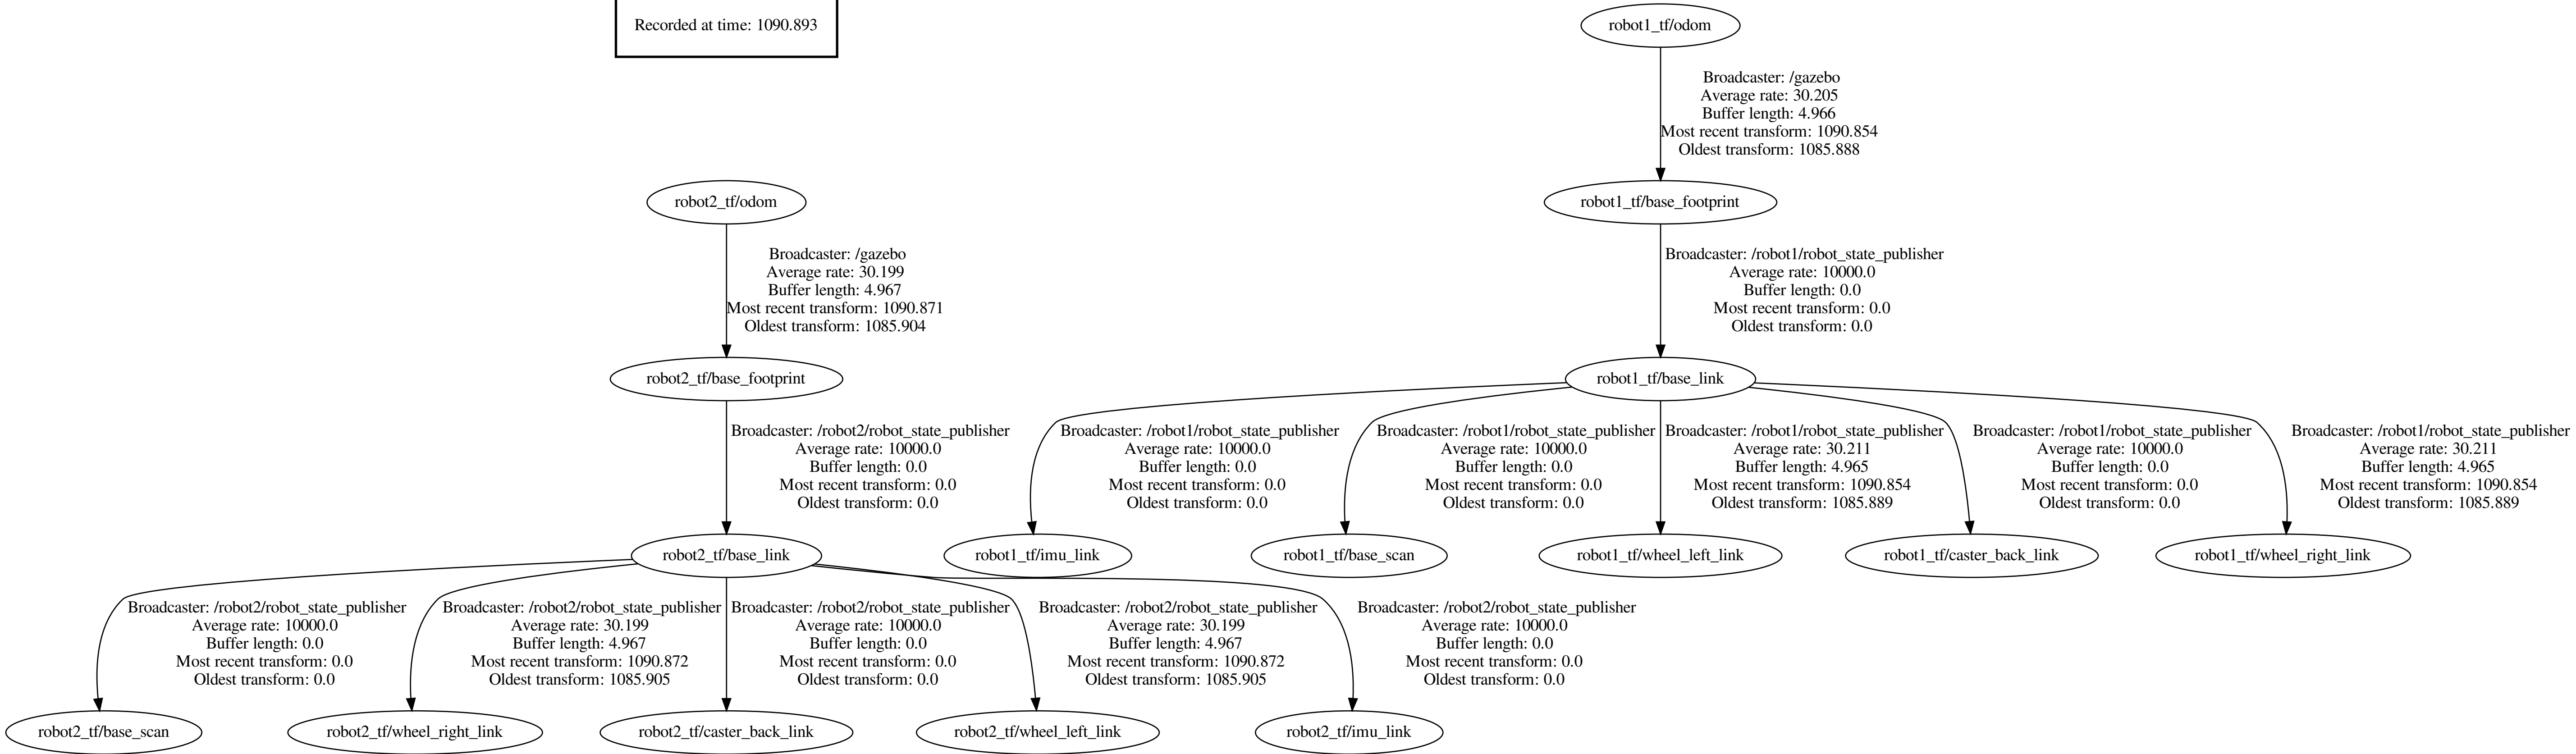 Recorded at time: 1090.893
robot1_tf/odom
Broadcaster: /gazebo
Average rate: 30.205
Buffer length: 4.966
Most recent transform: 1090.854
Oldest transform: 1085.888
robot2_tf/odom
robot1_tf/base_footprint
Broadcaster: /gazebo
Average rate: 30.199
Buffer length: 4.967
Most recent transform: 1090.871
Oldest transform: 1085.904
Broadcaster: /robot1/robot_state_publisher
Average rate: 10000.0
Buffer length: 0.0
Most recent transform: 0.0
Oldest transform: 0.0
robot2_tf/base_footprint
robot1_tf/base_link
Broadcaster: /robot2/robot_state_publisher
Average rate: 10000.0
Buffer length: 0.0
Most recent transform: 0.0
Oldest transform: 0.0
Broadcaster: /robot1/robot_state_publisher
Average rate: 10000.0
Buffer length: 0.0
Most recent transform: 0.0
Oldest transform: 0.0
Broadcaster: /robot1/robot_state_publisher
Average rate: 10000.0
Buffer length: 0.0
Most recent transform: 0.0
Oldest transform: 0.0
Broadcaster: /robot1/robot_state_publisher
Average rate: 30.211
Buffer length: 4.965
Most recent transform: 1090.854
Oldest transform: 1085.889
Broadcaster: /robot1/robot_state_publisher
Average rate: 10000.0
Buffer length: 0.0
Most recent transform: 0.0
Oldest transform: 0.0
Broadcaster: /robot1/robot_state_publisher
Average rate: 30.211
Buffer length: 4.965
Most recent transform: 1090.854
Oldest transform: 1085.889
robot2_tf/base_link
robot1_tf/imu_link
robot1_tf/base_scan
robot1_tf/wheel_left_link
robot1_tf/caster_back_link
robot1_tf/wheel_right_link
Broadcaster: /robot2/robot_state_publisher
Average rate: 10000.0
Buffer length: 0.0
Most recent transform: 0.0
Oldest transform: 0.0
Broadcaster: /robot2/robot_state_publisher
Average rate: 30.199
Buffer length: 4.967
Most recent transform: 1090.872
Oldest transform: 1085.905
Broadcaster: /robot2/robot_state_publisher
Average rate: 10000.0
Buffer length: 0.0
Most recent transform: 0.0
Oldest transform: 0.0
Broadcaster: /robot2/robot_state_publisher
Average rate: 30.199
Buffer length: 4.967
Most recent transform: 1090.872
Oldest transform: 1085.905
Broadcaster: /robot2/robot_state_publisher
Average rate: 10000.0
Buffer length: 0.0
Most recent transform: 0.0
Oldest transform: 0.0
robot2_tf/base_scan
robot2_tf/wheel_right_link
robot2_tf/caster_back_link
robot2_tf/wheel_left_link
robot2_tf/imu_link